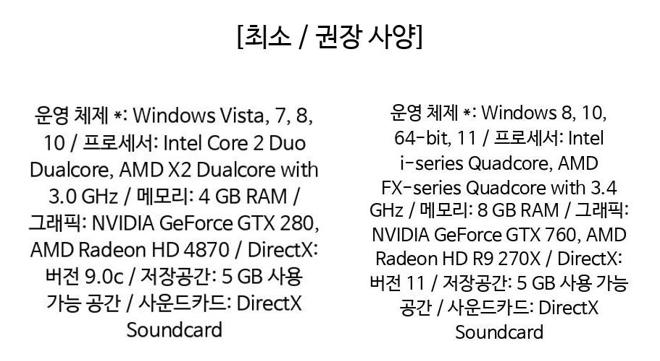 [최소 / 권장 사양]
운영 체제 *: Windows Vista, 7, 8,
10 / 프로세서: Intel Core 2 Duo
Dualcore, AMD X2 Dualcore with
3.0 GHz / 메모리: 4 GB RAM /
그래픽: NVIDIA GeForce GTX 280,
AMD Radeon HD 4870 / DirectX:
버전 9.0c / 저장공간: 5 GB 사용
가능 공간 / 사운드카드: DirectX
Soundcard
운영 체제 *: Windows 8, 10,
64-bit, 11 / 프로세서: Intel
i-series Quadcore, AMD
FX-series Quadcore with 3.4
GHz / 메모리: 8 GB RAM / 그래픽:
NVIDIA GeForce GTX 760, AMD
Radeon HD R9 270X / DirectX:
버전 11 / 저장공간: 5 GB 사용 가능
공간 / 사운드카드: DirectX
Soundcard